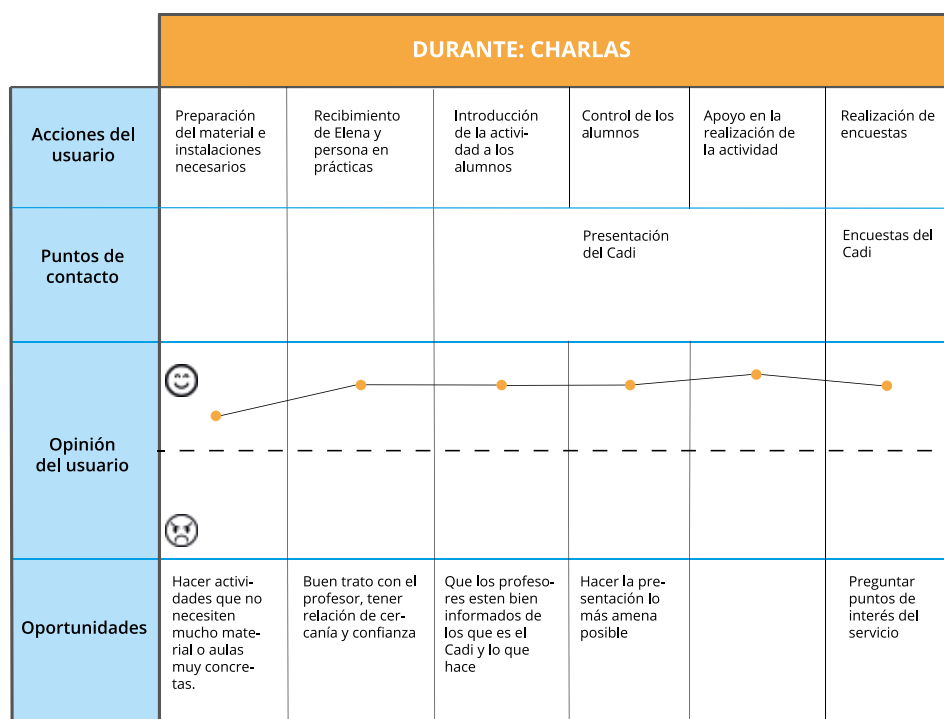 DURANTE: CHARLAS
Acciones del
usuario
Preparación
del material e
instalaciones
necesarios
Recibimiento
de Elena y
persona en
prácticas
Introducción
de la activi-
dad a los
alumnos
Control de los
alumnos
Apoyo en la
realización de
la actividad
Realización de
encuestas
Puntos de
contacto
Presentación
del Cadi
Encuestas del
Cadi
Opinión
del usuario
Oportunidades
Hacer activi-
dades que no
necesiten
mucho mate-
rial o aulas
muy concre-
tas.
Buen trato con el
profesor, tener
relación de cer-
canía y confianza
Que los profeso-
res esten bien
informados de
los que es el
Cadi y lo que
hace
Hacer la pre-
sentación lo
más amena
posible
Preguntar
puntos de
interés del
servicio